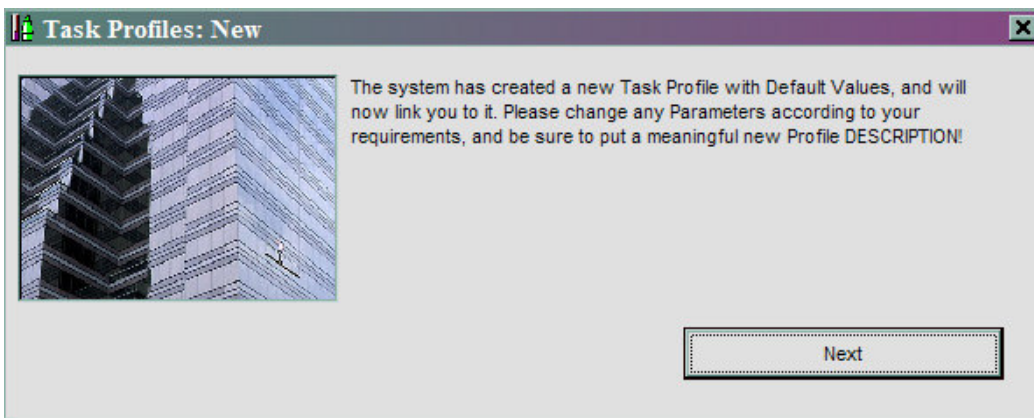 Task Profiles: New
The system has created a new Task Profile with Default Values, and will
now link you to it. Please change any Parameters according to your
requirements, and be sure to put a meaningful new Profile DESCRIPTION!
Next